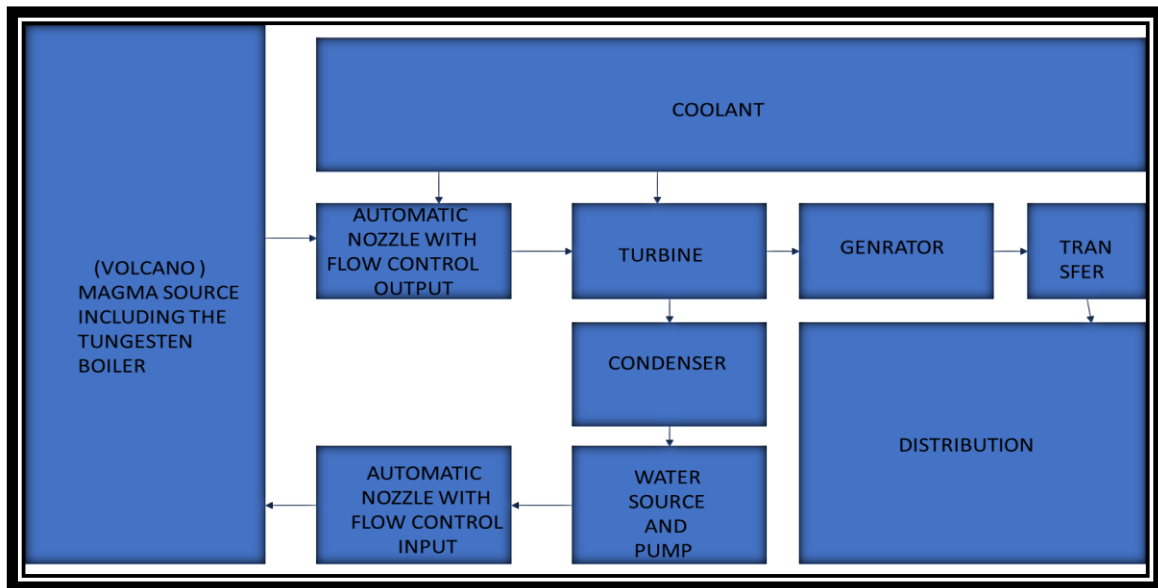 COOLANT
(VOLCANO )
MAGMA SOURCE
INCLUDING THE
TUNGESTEN
BOILER
AUTOMATIC
NOZZLE WITH
FLOW CONTROL
OUTPUT
TURBINE
GENRATOR
TRAN
SFER
CONDENSER
DISTRIBUTION
AUTOMATIC
NOZZLE WITH
FLOW CONTROL
INPUT
WATER
SOURCE
AND
PUMP